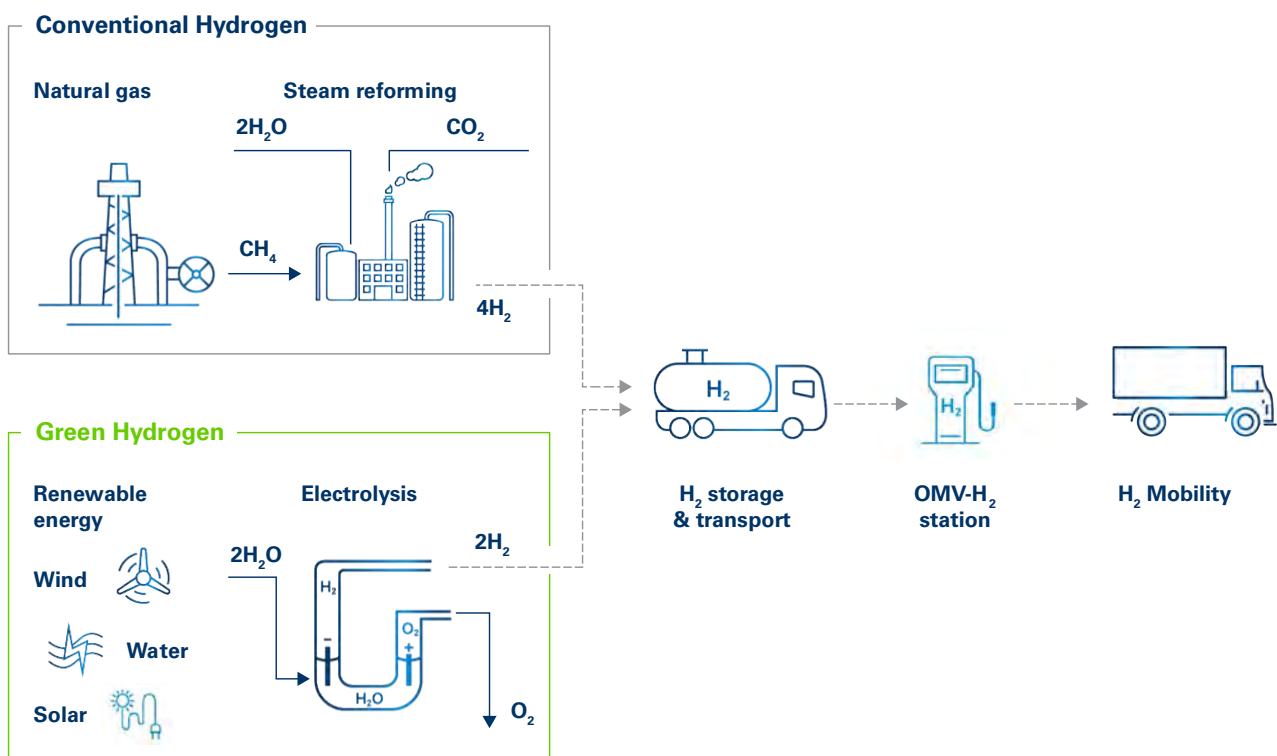 Conventional Hydrogen
Natural gas
Steam reforming
2H₂O
CO₂
CH₄
4H₂
Green Hydrogen
Renewable
energy
Electrolysis
Wind
Water
Solar
2H₂O
2H₂
H₂
O₂
−
+
H₂O
O₂
H₂
H₂ storage
& transport
H₂
OMV-H₂
station
H₂ Mobility